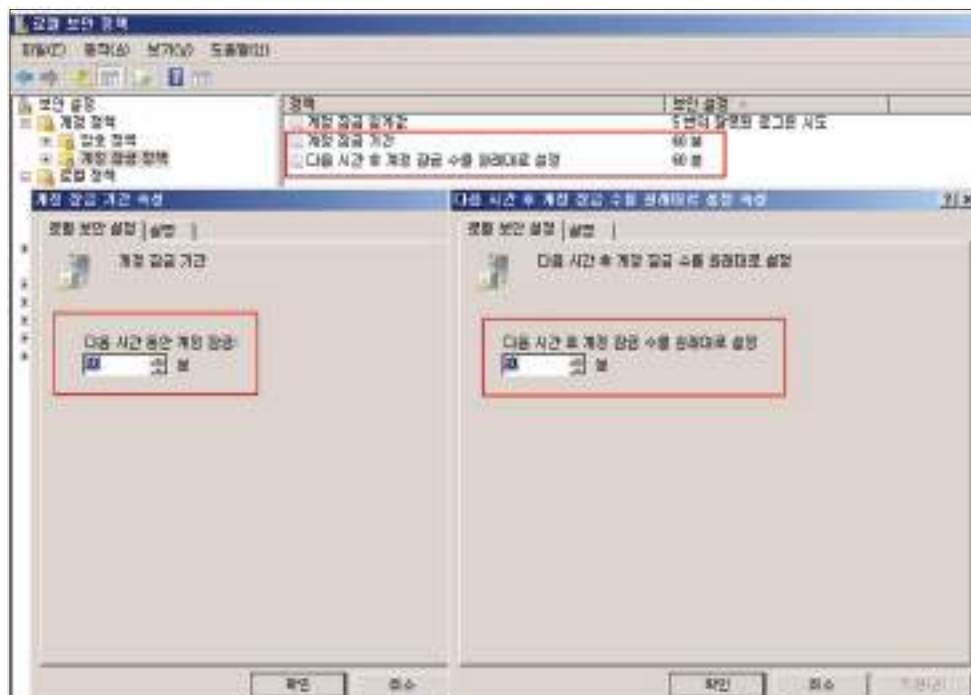 로컬 보안 정책
파일(F) 동작(A) 보기(V) 도움말(H)
보안 설정
계정 정책
암호 정책
계정 잠금 정책
로컬 정책
정책 보안 설정
계정 잠금 임계값 5 번의 잘못된 로그온 시도
계정 잠금 기간 60 분
다음 시간 후 계정 잠금 수를 원래대로 설정 60 분
계정 잠금 기간 속성
로컬 보안 설정 설명
계정 잠금 기간
다음 시간 동안 계정 잠금:
분
확인 취소
다음 시간 후 계정 잠금 수를 원래대로 설정 속성
로컬 보안 설정 설명
다음 시간 후 계정 잠금 수를 원래대로 설정
다음 시간 후 계정 잠금 수를 원래대로 설정
분
확인 취소